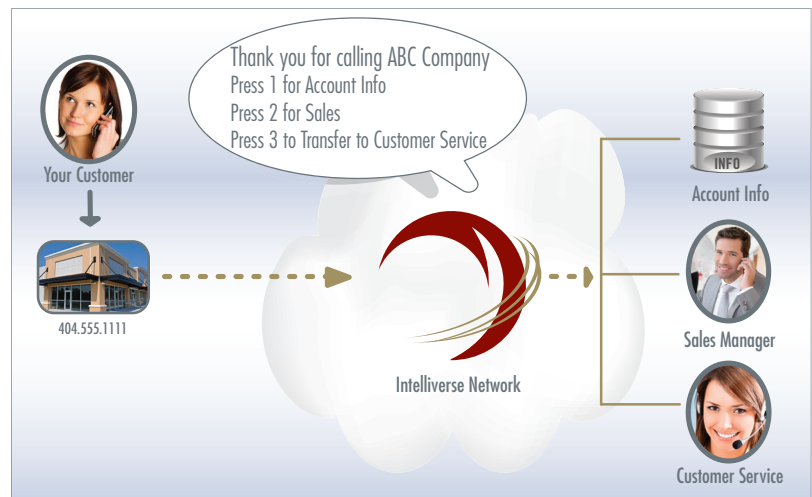 Thank you for calling ABC Company
Press 1 for Account Info
Press 2 for Sales
Press 3 to Transfer to Customer Service
Your Customer
404.555.1111
Intelliverse Network
INFO
Account Info
Sales Manager
Customer Service